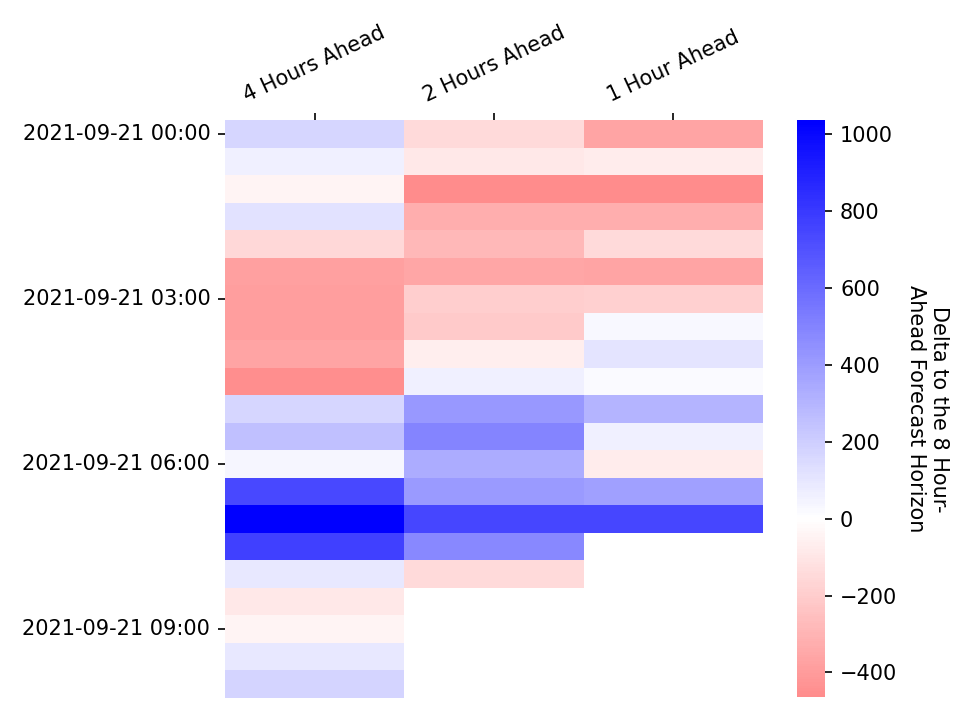 4 Hours Ahead
2 Hours Ahead
1 Hour Ahead
2021-09-21 00:00
2021-09-21 03:00
2021-09-21 06:00
2021-09-21 09:00
1000
800
600
400
200
0
−200
−400
Delta to the 8 Hour-
Ahead Forecast Horizon